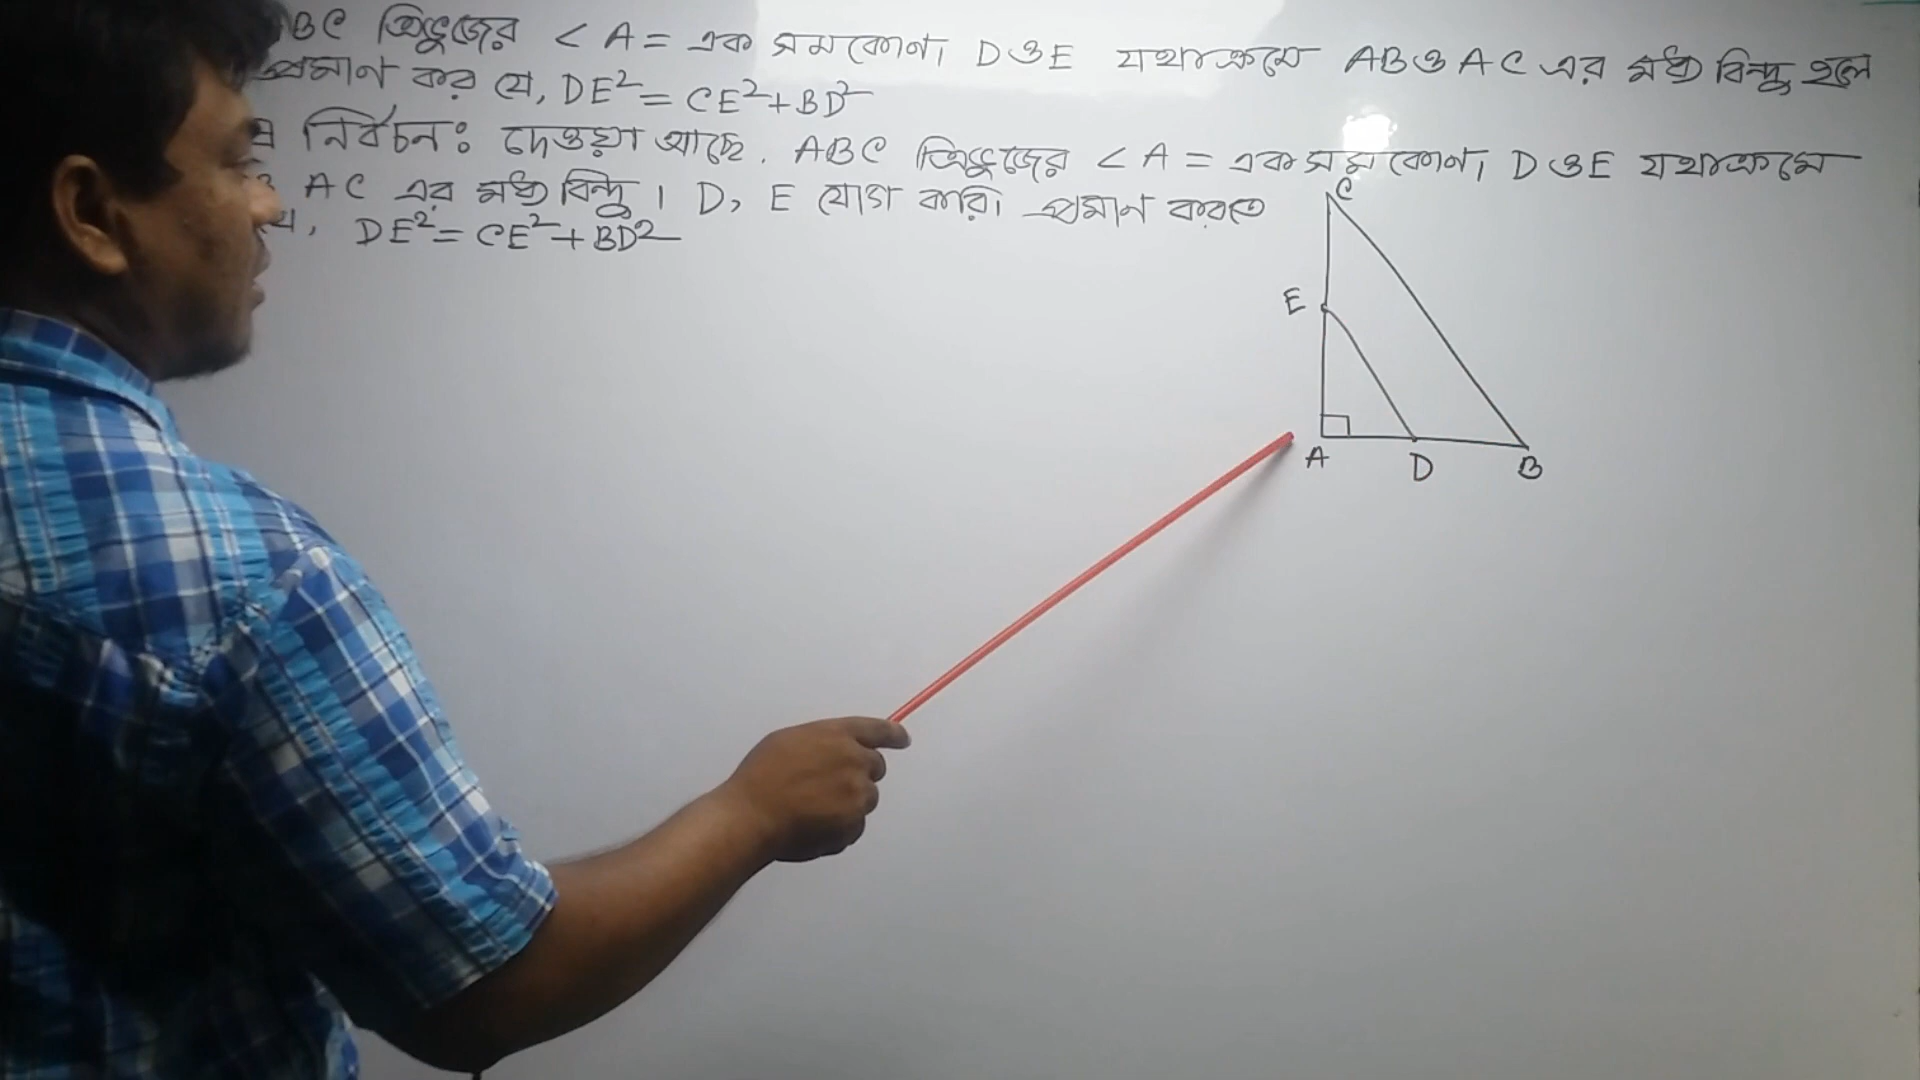 BC ত্রিভুজের < A = এক সমকোণ। D ও E যথাক্রমে AB ও AC এর মধ্য বিন্দু হলে
প্রমাণ কর যে, DE² = CE² + BD²
নির্বচনঃ দেওয়া আছে, ABC ত্রিভুজের < A = এক সমকোণ। D ও E যথাক্রমে
AC এর মধ্য বিন্দু। D, E যোগ করি। প্রমাণ করতে
DE² = CE² + BD²
C
E
A D B